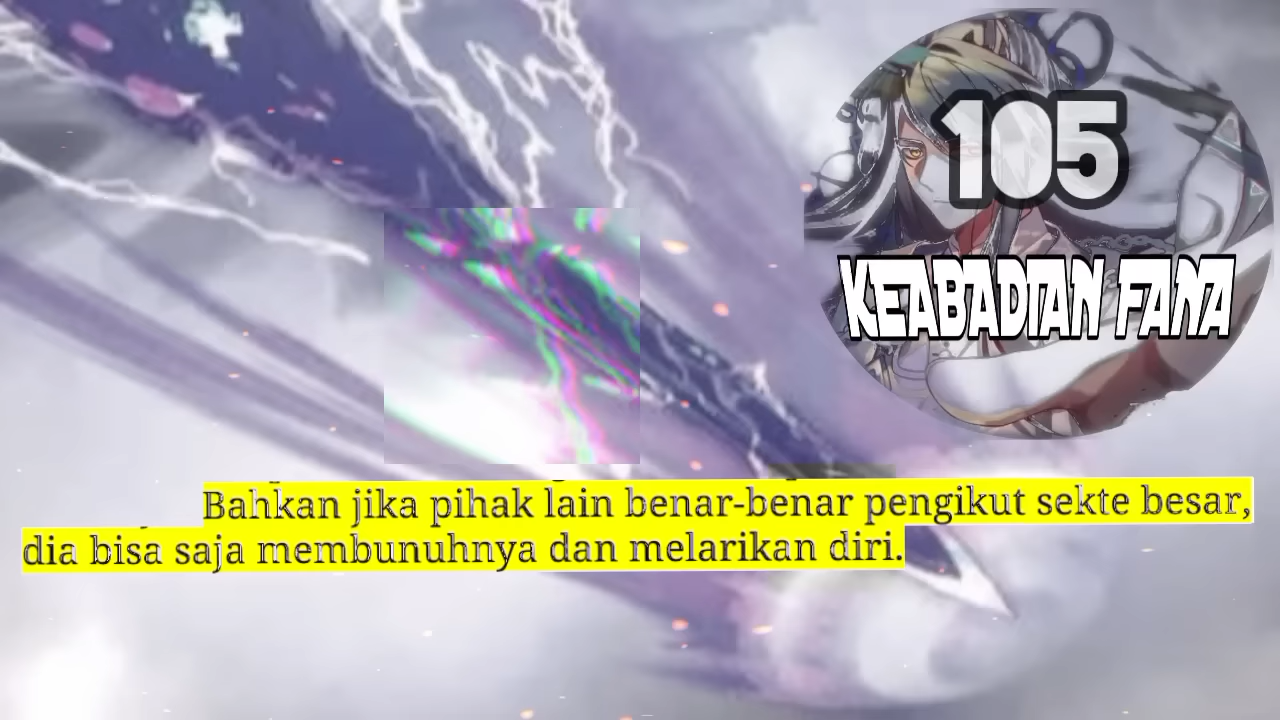 105
KEABADIAN FANA
Bahkan jika pihak lain benar-benar pengikut sekte besar,
dia bisa saja membunuhnya dan melarikan diri.